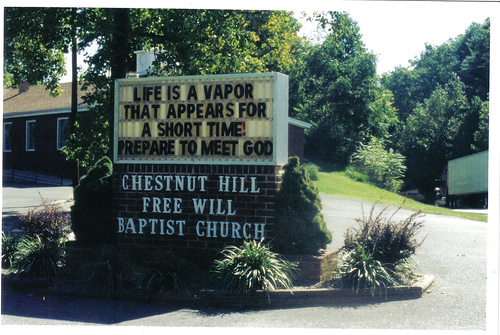 LIFE IS A VAPOR
THAT APPEARS FOR
A SHORT TIME!
PREPARE TO MEET GOD
CHESTNUT HILL
FREE WILL
BAPTIST CHURCH